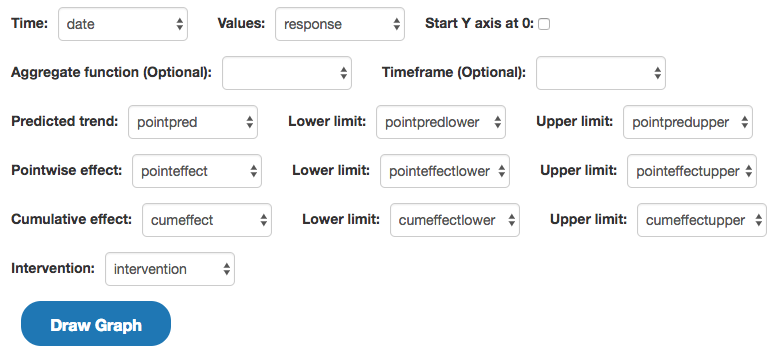 Time: date Values: response Start Y axis at 0:
Aggregate function (Optional): Timeframe (Optional):
Predicted trend: pointpred Lower limit: pointpredlower Upper limit: pointpredupper
Pointwise effect: pointeffect Lower limit: pointeffectlower Upper limit: pointeffectupper
Cumulative effect: cumeffect Lower limit: cumeffectlower Upper limit: cumeffectupper
Intervention: intervention
Draw Graph